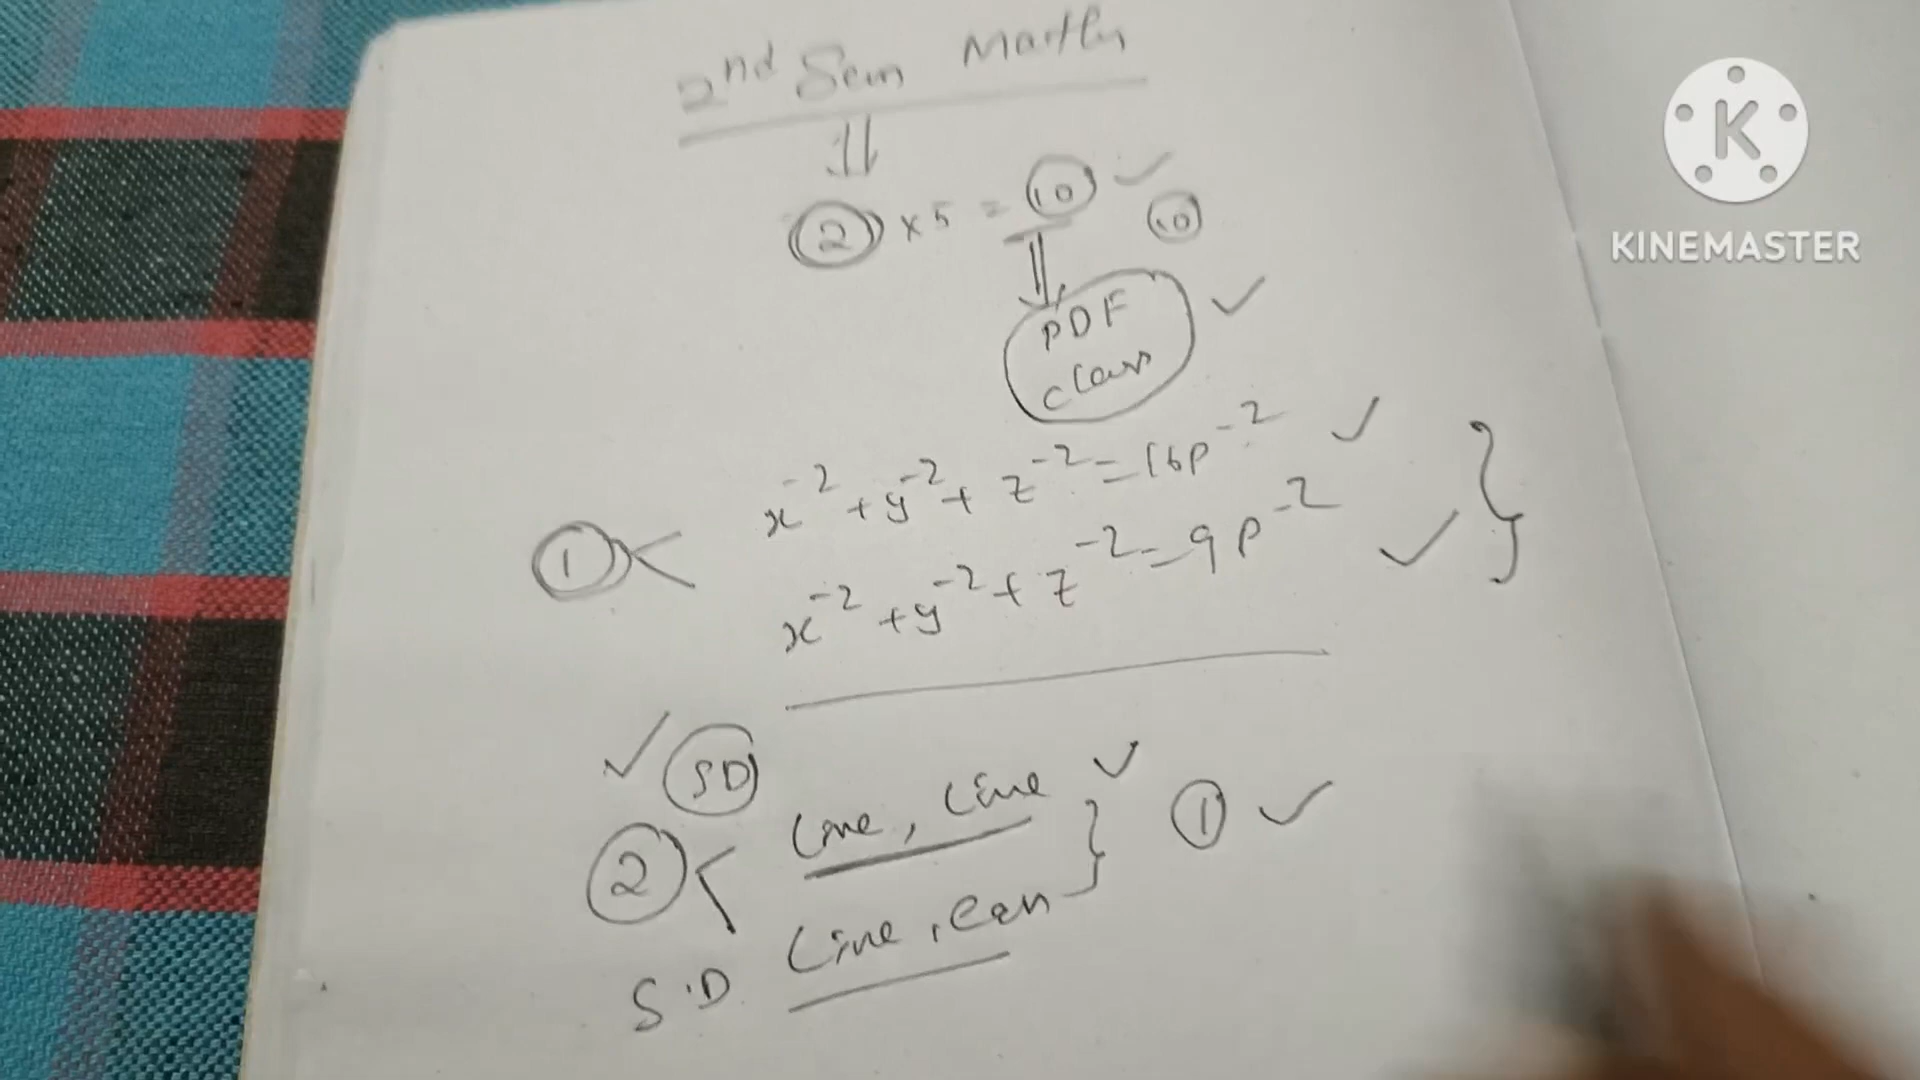 2nd Sem Maths
K
KINEMASTER
2 × 5 = 10 ✓
10
PDF ✓
class
x⁻² + y⁻² + z⁻² = 16p⁻² ✓
1 x⁻² + y⁻² + z⁻² = 9p⁻² ✓
✓ SD
2 Line, Line ✓
1 ✓
S.D Line, Eqn